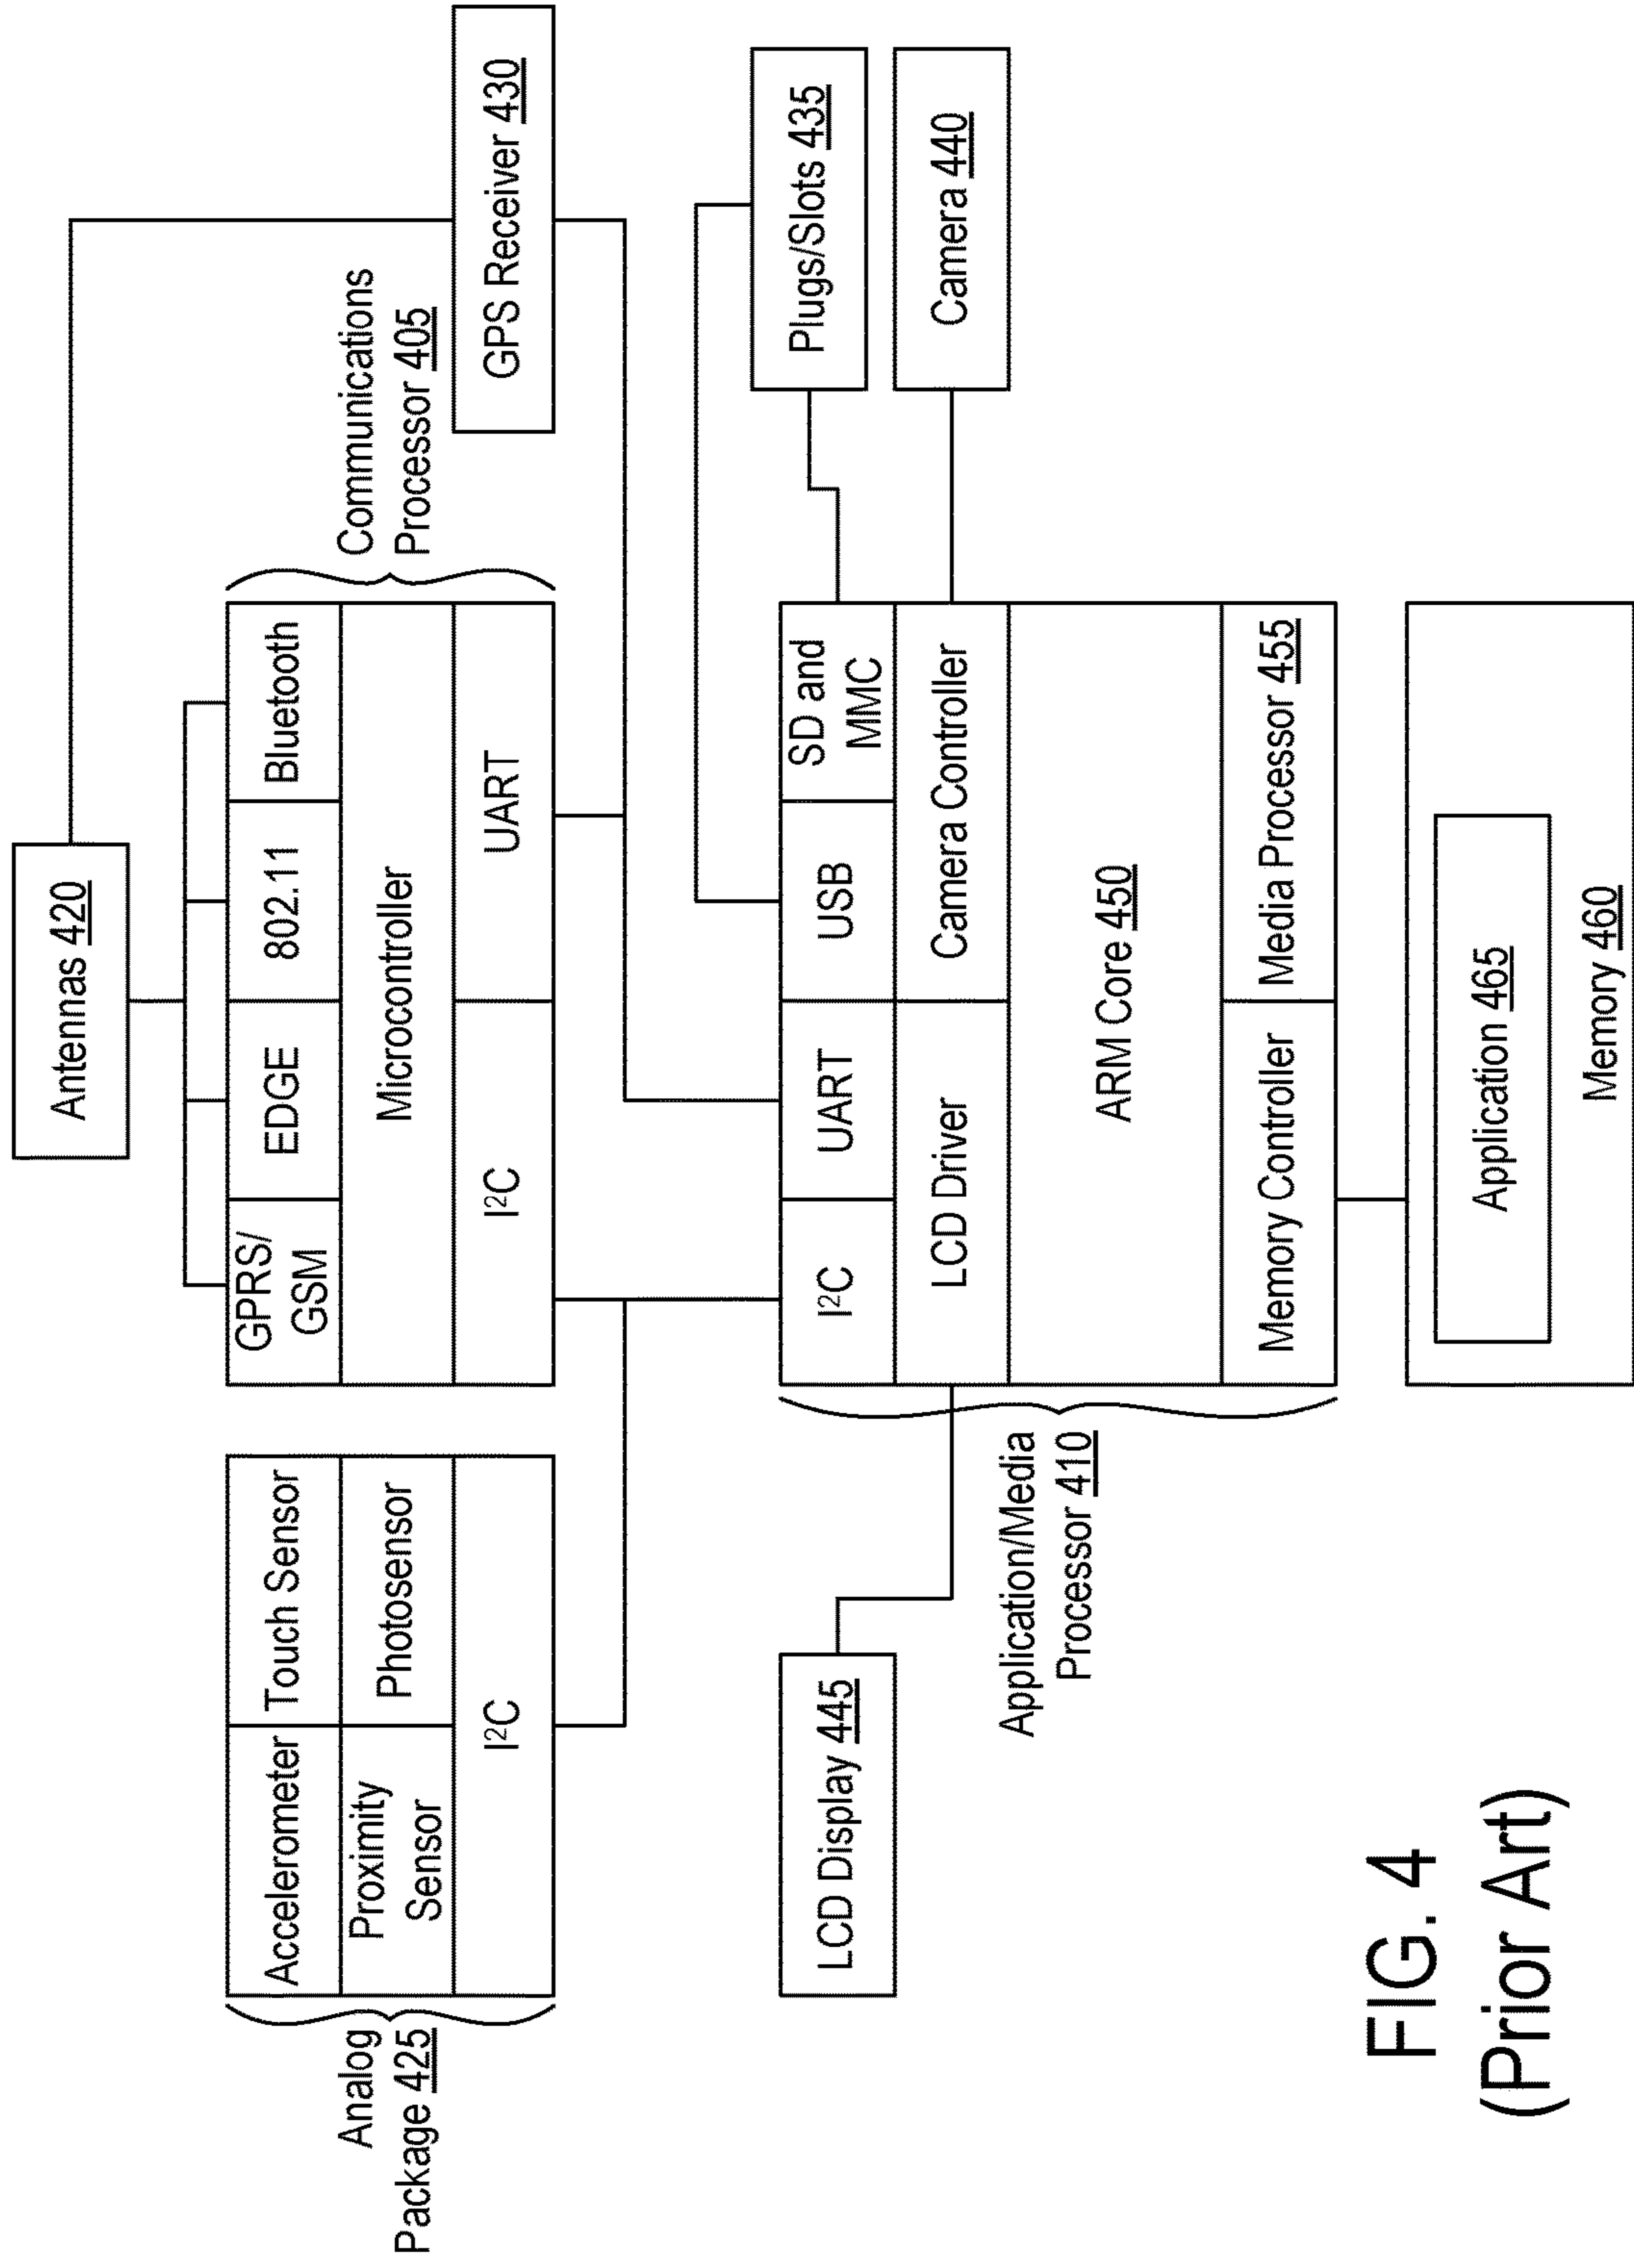 Antennas 420
Analog
Package 425
Accelerometer
Touch Sensor
Proximity
Sensor
Photosensor
I²C
GPRS/
GSM
EDGE
802.11
Bluetooth
Microcontroller
I²C
UART
Communications
Processor 405
GPS Receiver 430
LCD Display 445
Application/Media
Processor 410
I²C
UART
USB
SD and
MMC
LCD Driver
Camera Controller
ARM Core 450
Memory Controller
Media Processor 455
Plugs/Slots 435
Camera 440
Application 465
Memory 460
FIG. 4
(Prior Art)